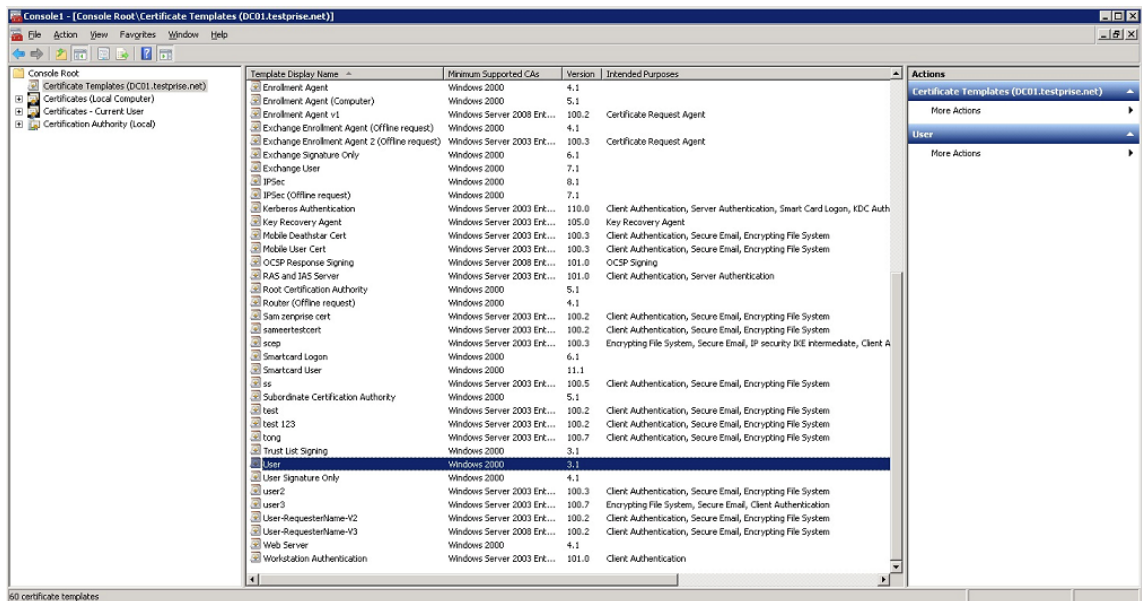 Console1 - [Console Root\Certificate Templates (DC01.testprise.net)]
File Action View Favorites Window Help
Console Root
Certificate Templates (DC01.testprise.net)
Certificates (Local Computer)
Certificates - Current User
Certification Authority (Local)
Template Display Name Minimum Supported CAs Version Intended Purposes
Enrollment Agent Windows 2000 4.1
Enrollment Agent (Computer) Windows 2000 5.1
Enrollment Agent v1 Windows Server 2008 Ent... 100.2 Certificate Request Agent
Exchange Enrollment Agent (Offline request) Windows 2000 4.1
Exchange Enrollment Agent 2 (Offline request) Windows Server 2003 Ent... 100.3 Certificate Request Agent
Exchange Signature Only Windows 2000 6.1
Exchange User Windows 2000 7.1
IPSec Windows 2000 8.1
IPSec (Offline request) Windows 2000 7.1
Kerberos Authentication Windows Server 2003 Ent... 110.0 Client Authentication, Server Authentication, Smart Card Logon, KDC Auth
Key Recovery Agent Windows Server 2003 Ent... 105.0 Key Recovery Agent
Mobile Deathstar Cert Windows Server 2003 Ent... 100.3 Client Authentication, Secure Email, Encrypting File System
Mobile User Cert Windows Server 2003 Ent... 100.3 Client Authentication, Secure Email, Encrypting File System
OCSP Response Signing Windows Server 2008 Ent... 101.0 OCSP Signing
RAS and IAS Server Windows Server 2003 Ent... 101.0 Client Authentication, Server Authentication
Root Certification Authority Windows 2000 5.1
Router (Offline request) Windows 2000 4.1
Sam zenprise cert Windows Server 2003 Ent... 100.2 Client Authentication, Secure Email, Encrypting File System
sameertestcert Windows Server 2003 Ent... 100.2 Client Authentication, Secure Email, Encrypting File System
scep Windows Server 2003 Ent... 100.3 Encrypting File System, Secure Email, IP security IKE intermediate, Client A
Smartcard Logon Windows 2000 6.1
Smartcard User Windows 2000 11.1
ss Windows Server 2003 Ent... 100.5 Client Authentication, Secure Email, Encrypting File System
Subordinate Certification Authority Windows 2000 5.1
test Windows Server 2003 Ent... 100.2 Client Authentication, Secure Email, Encrypting File System
test 123 Windows Server 2003 Ent... 100.2 Client Authentication, Secure Email, Encrypting File System
tong Windows Server 2003 Ent... 100.7 Client Authentication, Secure Email, Encrypting File System
Trust List Signing Windows 2000 3.1
User Windows 2000 3.1
User Signature Only Windows 2000 4.1
user2 Windows Server 2003 Ent... 100.3 Client Authentication, Secure Email, Encrypting File System
user3 Windows Server 2003 Ent... 100.7 Encrypting File System, Secure Email, Client Authentication
User-RequesterName-V2 Windows Server 2003 Ent... 100.2 Client Authentication, Secure Email, Encrypting File System
User-RequesterName-V3 Windows Server 2008 Ent... 100.2 Client Authentication, Secure Email, Encrypting File System
Web Server Windows 2000 4.1
Workstation Authentication Windows Server 2003 Ent... 101.0 Client Authentication
Actions
Certificate Templates (DC01.testprise.net)
More Actions
User
More Actions
60 certificate templates